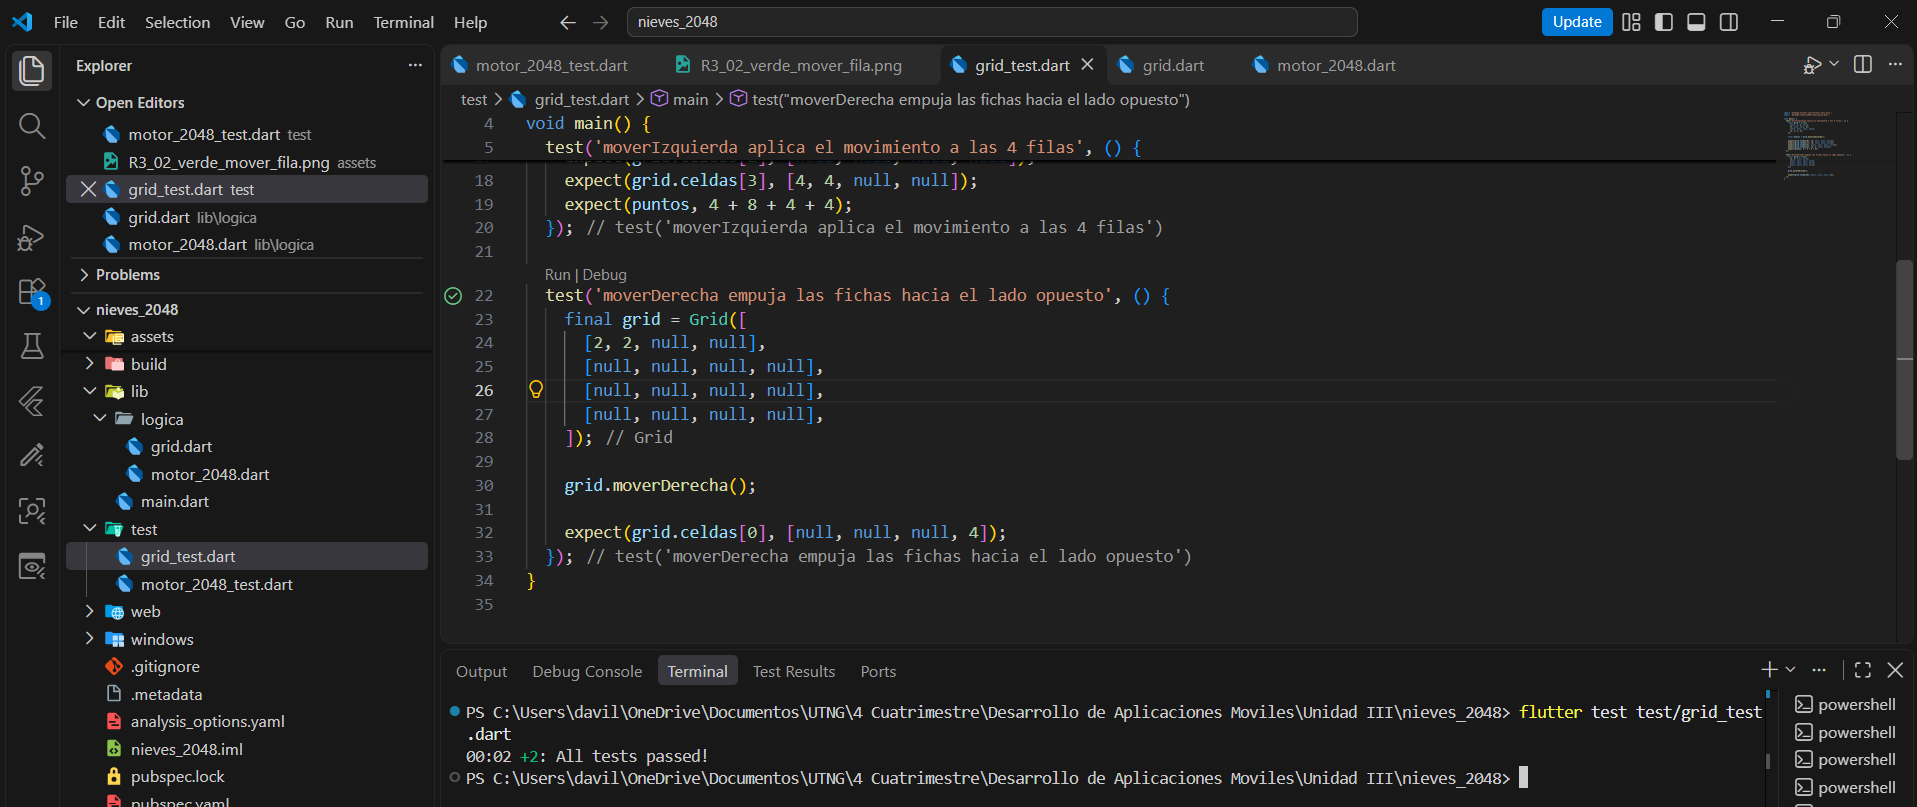 File Edit Selection View Go Run Terminal Help
nieves_2048
Update
Explorer
Open Editors
motor_2048_test.dart test
R3_02_verde_mover_fila.png assets
grid_test.dart test
grid.dart lib\logica
motor_2048.dart lib\logica
Problems
nieves_2048
assets
build
lib
logica
grid.dart
motor_2048.dart
main.dart
test
grid_test.dart
motor_2048_test.dart
web
windows
.gitignore
.metadata
analysis_options.yaml
nieves_2048.iml
pubspec.lock
pubspec.yaml
1
motor_2048_test.dart R3_02_verde_mover_fila.png grid_test.dart grid.dart motor_2048.dart
test > grid_test.dart > main > test("moverDerecha empuja las fichas hacia el lado opuesto")
4 void main() {
5 test('moverIzquierda aplica el movimiento a las 4 filas', () {
18 expect(grid.celdas[3], [4, 4, null, null]);
19 expect(puntos, 4 + 8 + 4 + 4);
20 }); // test('moverIzquierda aplica el movimiento a las 4 filas')
21
Run | Debug
22 test('moverDerecha empuja las fichas hacia el lado opuesto', () {
23 final grid = Grid([
24 [2, 2, null, null],
25 [null, null, null, null],
26 [null, null, null, null],
27 [null, null, null, null],
28 ]); // Grid
29
30 grid.moverDerecha();
31
32 expect(grid.celdas[0], [null, null, null, 4]);
33 }); // test('moverDerecha empuja las fichas hacia el lado opuesto')
34 }
35
Output Debug Console Terminal Test Results Ports
PS C:\Users\davil\OneDrive\Documentos\UTNG\4 Cuatrimestre\Desarrollo de Aplicaciones Moviles\Unidad III\nieves_2048> flutter test test/grid_test
.dart
00:02 +2: All tests passed!
PS C:\Users\davil\OneDrive\Documentos\UTNG\4 Cuatrimestre\Desarrollo de Aplicaciones Moviles\Unidad III\nieves_2048>
powershell
powershell
powershell
powershell